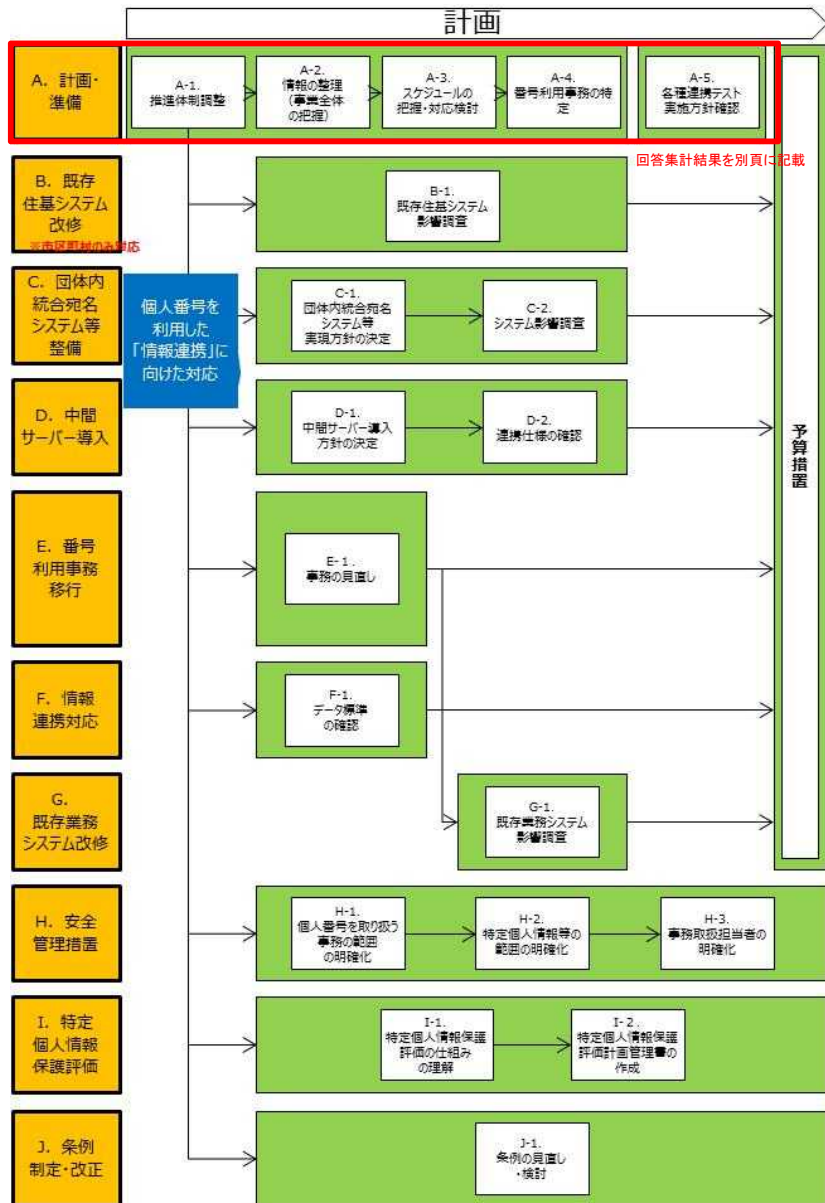 計画
A. 計画・
準備
A-1.
推進体制調整
A-2.
情報の整理
(事業全体
の把握)
A-3.
スケジュールの
把握・対応検討
A-4.
番号利用事務の特
定
A-5.
各種連携テスト
実施方針確認
回答集計結果を別頁に記載
B. 既存
住基システム
改修
※市区町村のみ対応
B-1.
既存住基システム
影響調査
C. 団体内
統合宛名
システム等
整備
個人番号を
利用した
「情報連携」に
向けた対応
C-1.
団体内統合宛名
システム等
実現方針の決定
C-2.
システム影響調査
D. 中間
サーバー導入
D-1.
中間サーバー導入
方針の決定
D-2.
連携仕様の確認
予算措置
E. 番号
利用事務
移行
E-1.
事務の見直し
F. 情報
連携対応
F-1.
データ標準
の確認
G.
既存業務
システム改修
G-1.
既存業務システム
影響調査
H. 安全
管理措置
H-1.
個人番号を取り扱う
事務の範囲
の明確化
H-2.
特定個人情報等の
範囲の明確化
H-3.
事務取扱担当者の
明確化
I. 特定
個人情報
保護評価
I-1.
特定個人情報保護
評価の仕組み
の理解
I-2.
特定個人情報保護
評価計画管理書の
作成
J. 条例
制定・改正
J-1.
条例の見直し
・検討